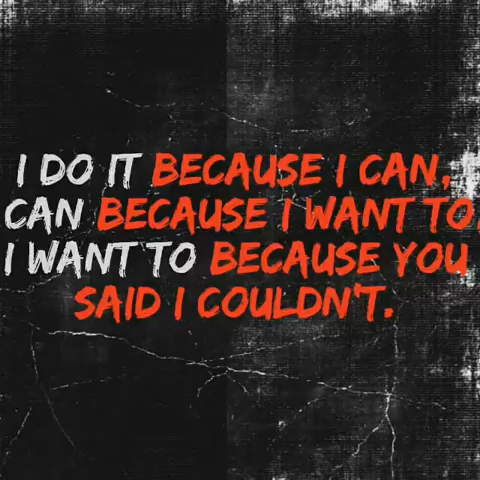 I DO IT BECAUSE I CAN,
CAN BECAUSE I WANT TO,
I WANT TO BECAUSE YOU
SAID I COULDN'T.